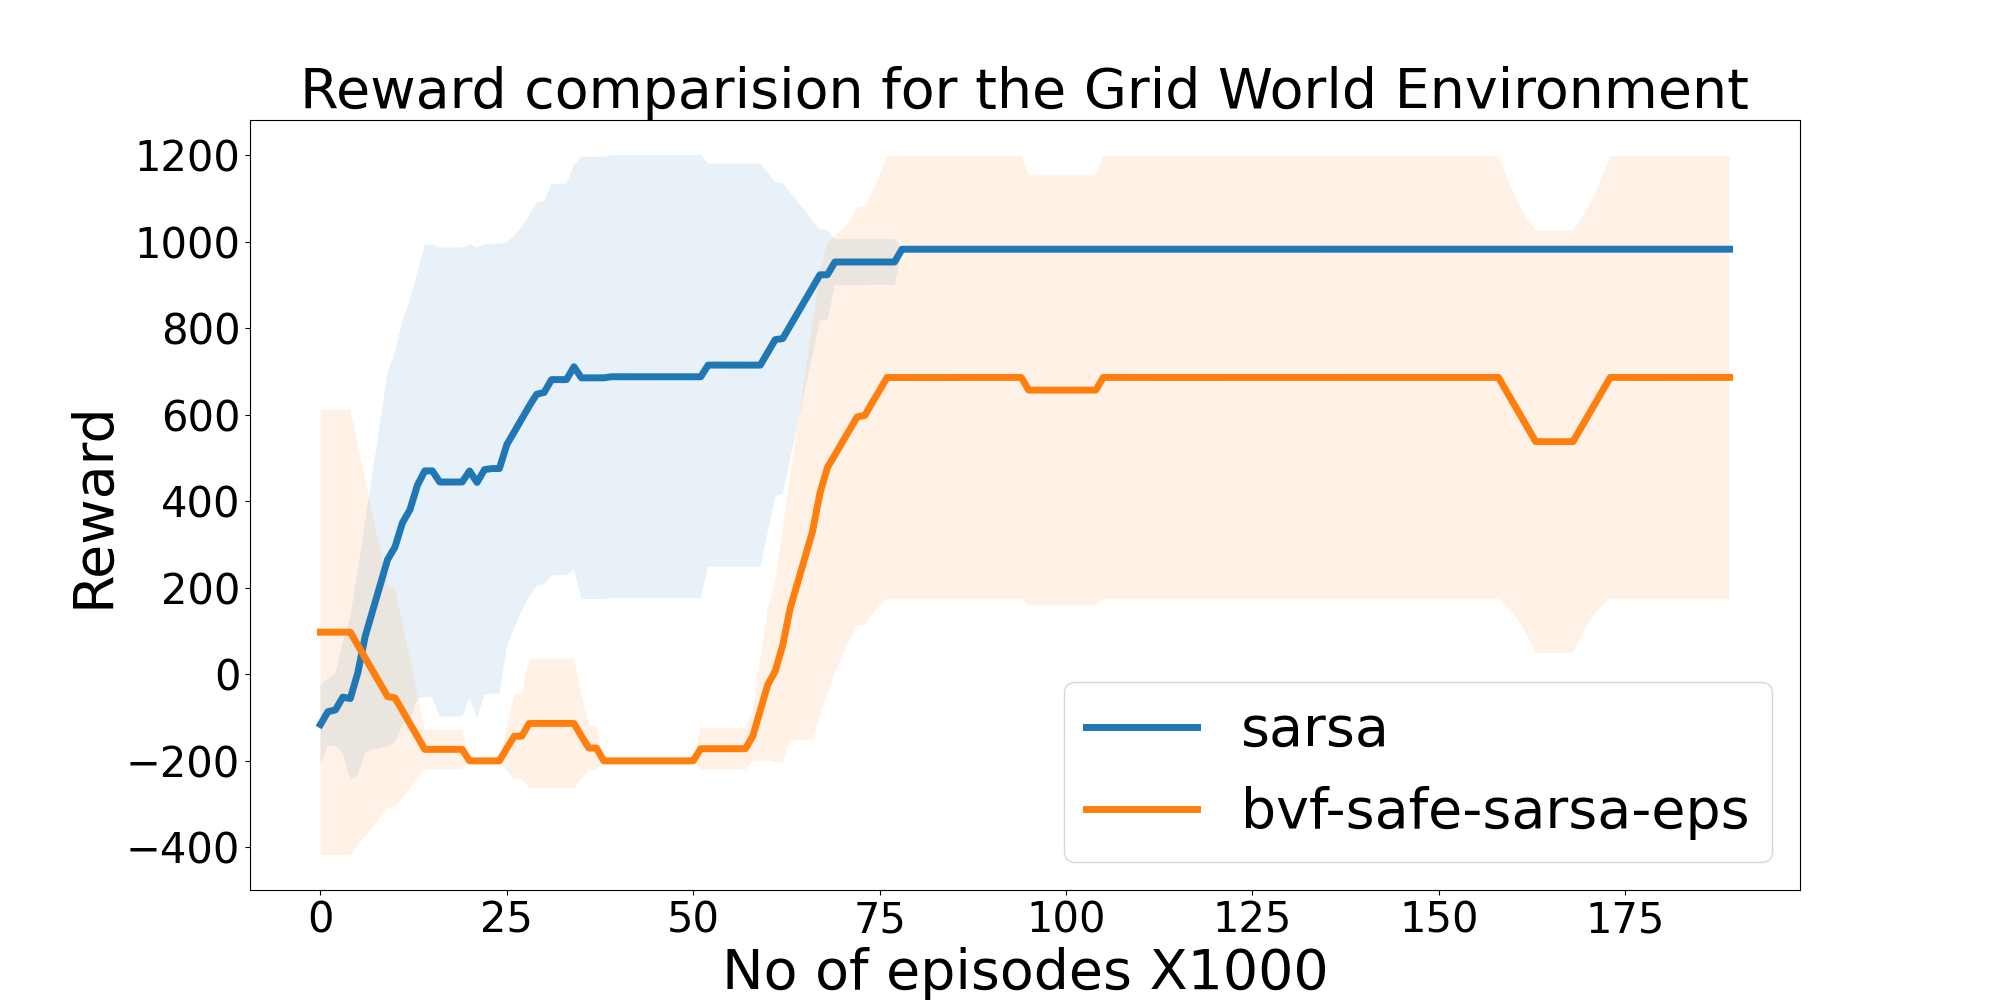 Reward comparision for the Grid World Environment
Reward
1200
1000
800
600
400
200
0
−200
−400
0 25 50 75 100 125 150 175
No of episodes X1000
sarsa
bvf-safe-sarsa-eps